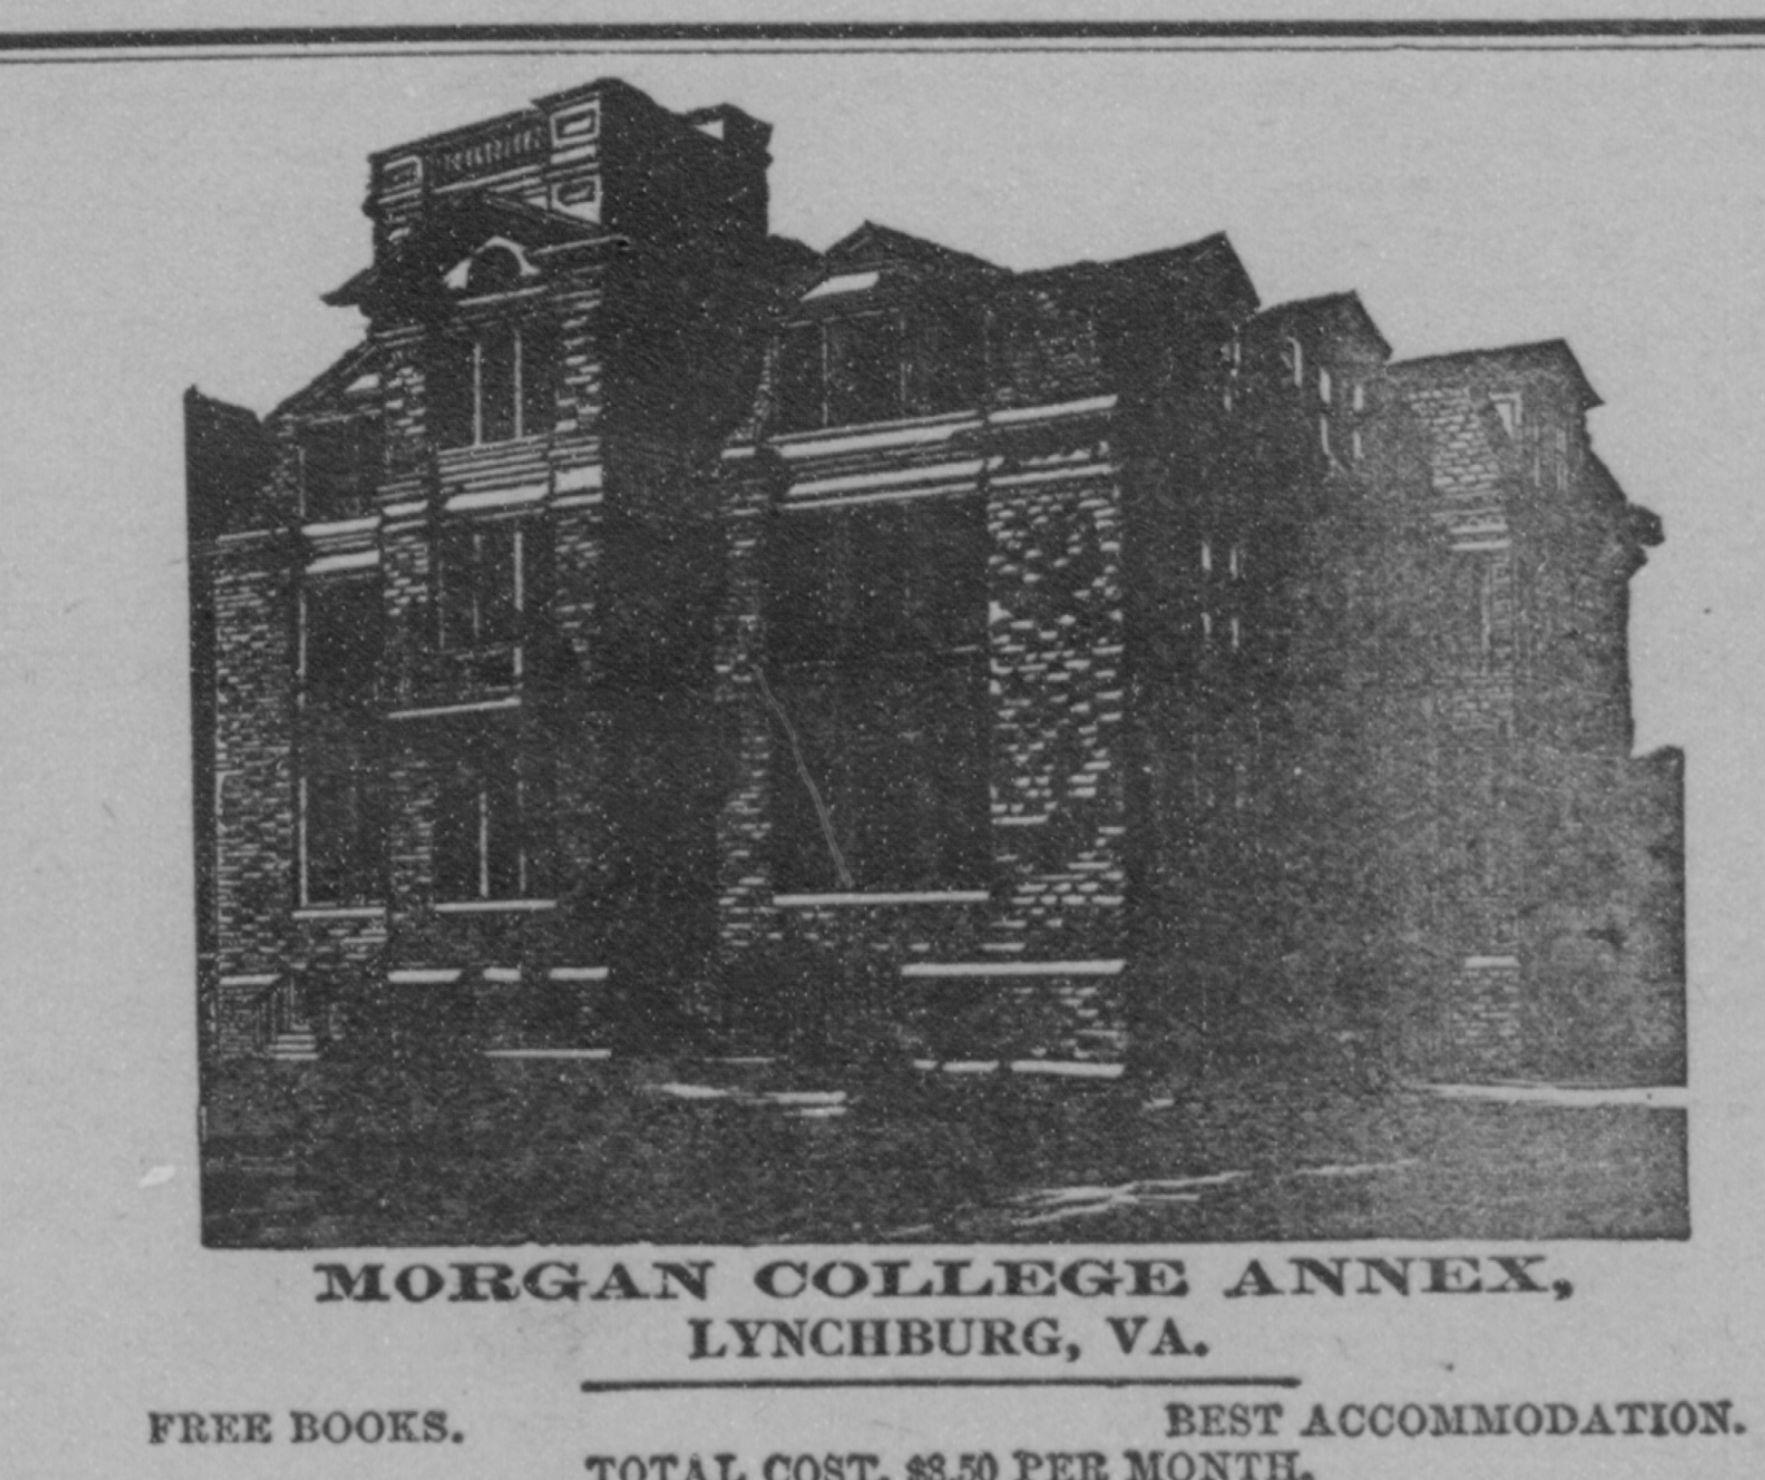 MORGAN COLLEGE ANNEX,
LYNCHBURG, VA.
FREE BOOKS. BEST ACCOMMODATION.
TOTAL COST, $8.50 PER MONTH.